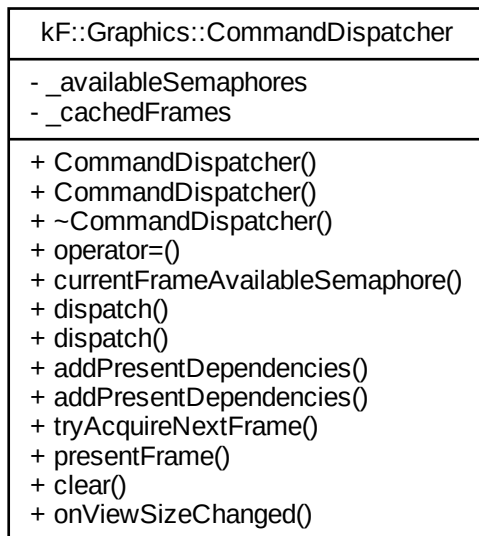 kF::Graphics::CommandDispatcher
- _availableSemaphores
- _cachedFrames
+ CommandDispatcher()
+ CommandDispatcher()
+ ~CommandDispatcher()
+ operator=()
+ currentFrameAvailableSemaphore()
+ dispatch()
+ dispatch()
+ addPresentDependencies()
+ addPresentDependencies()
+ tryAcquireNextFrame()
+ presentFrame()
+ clear()
+ onViewSizeChanged()